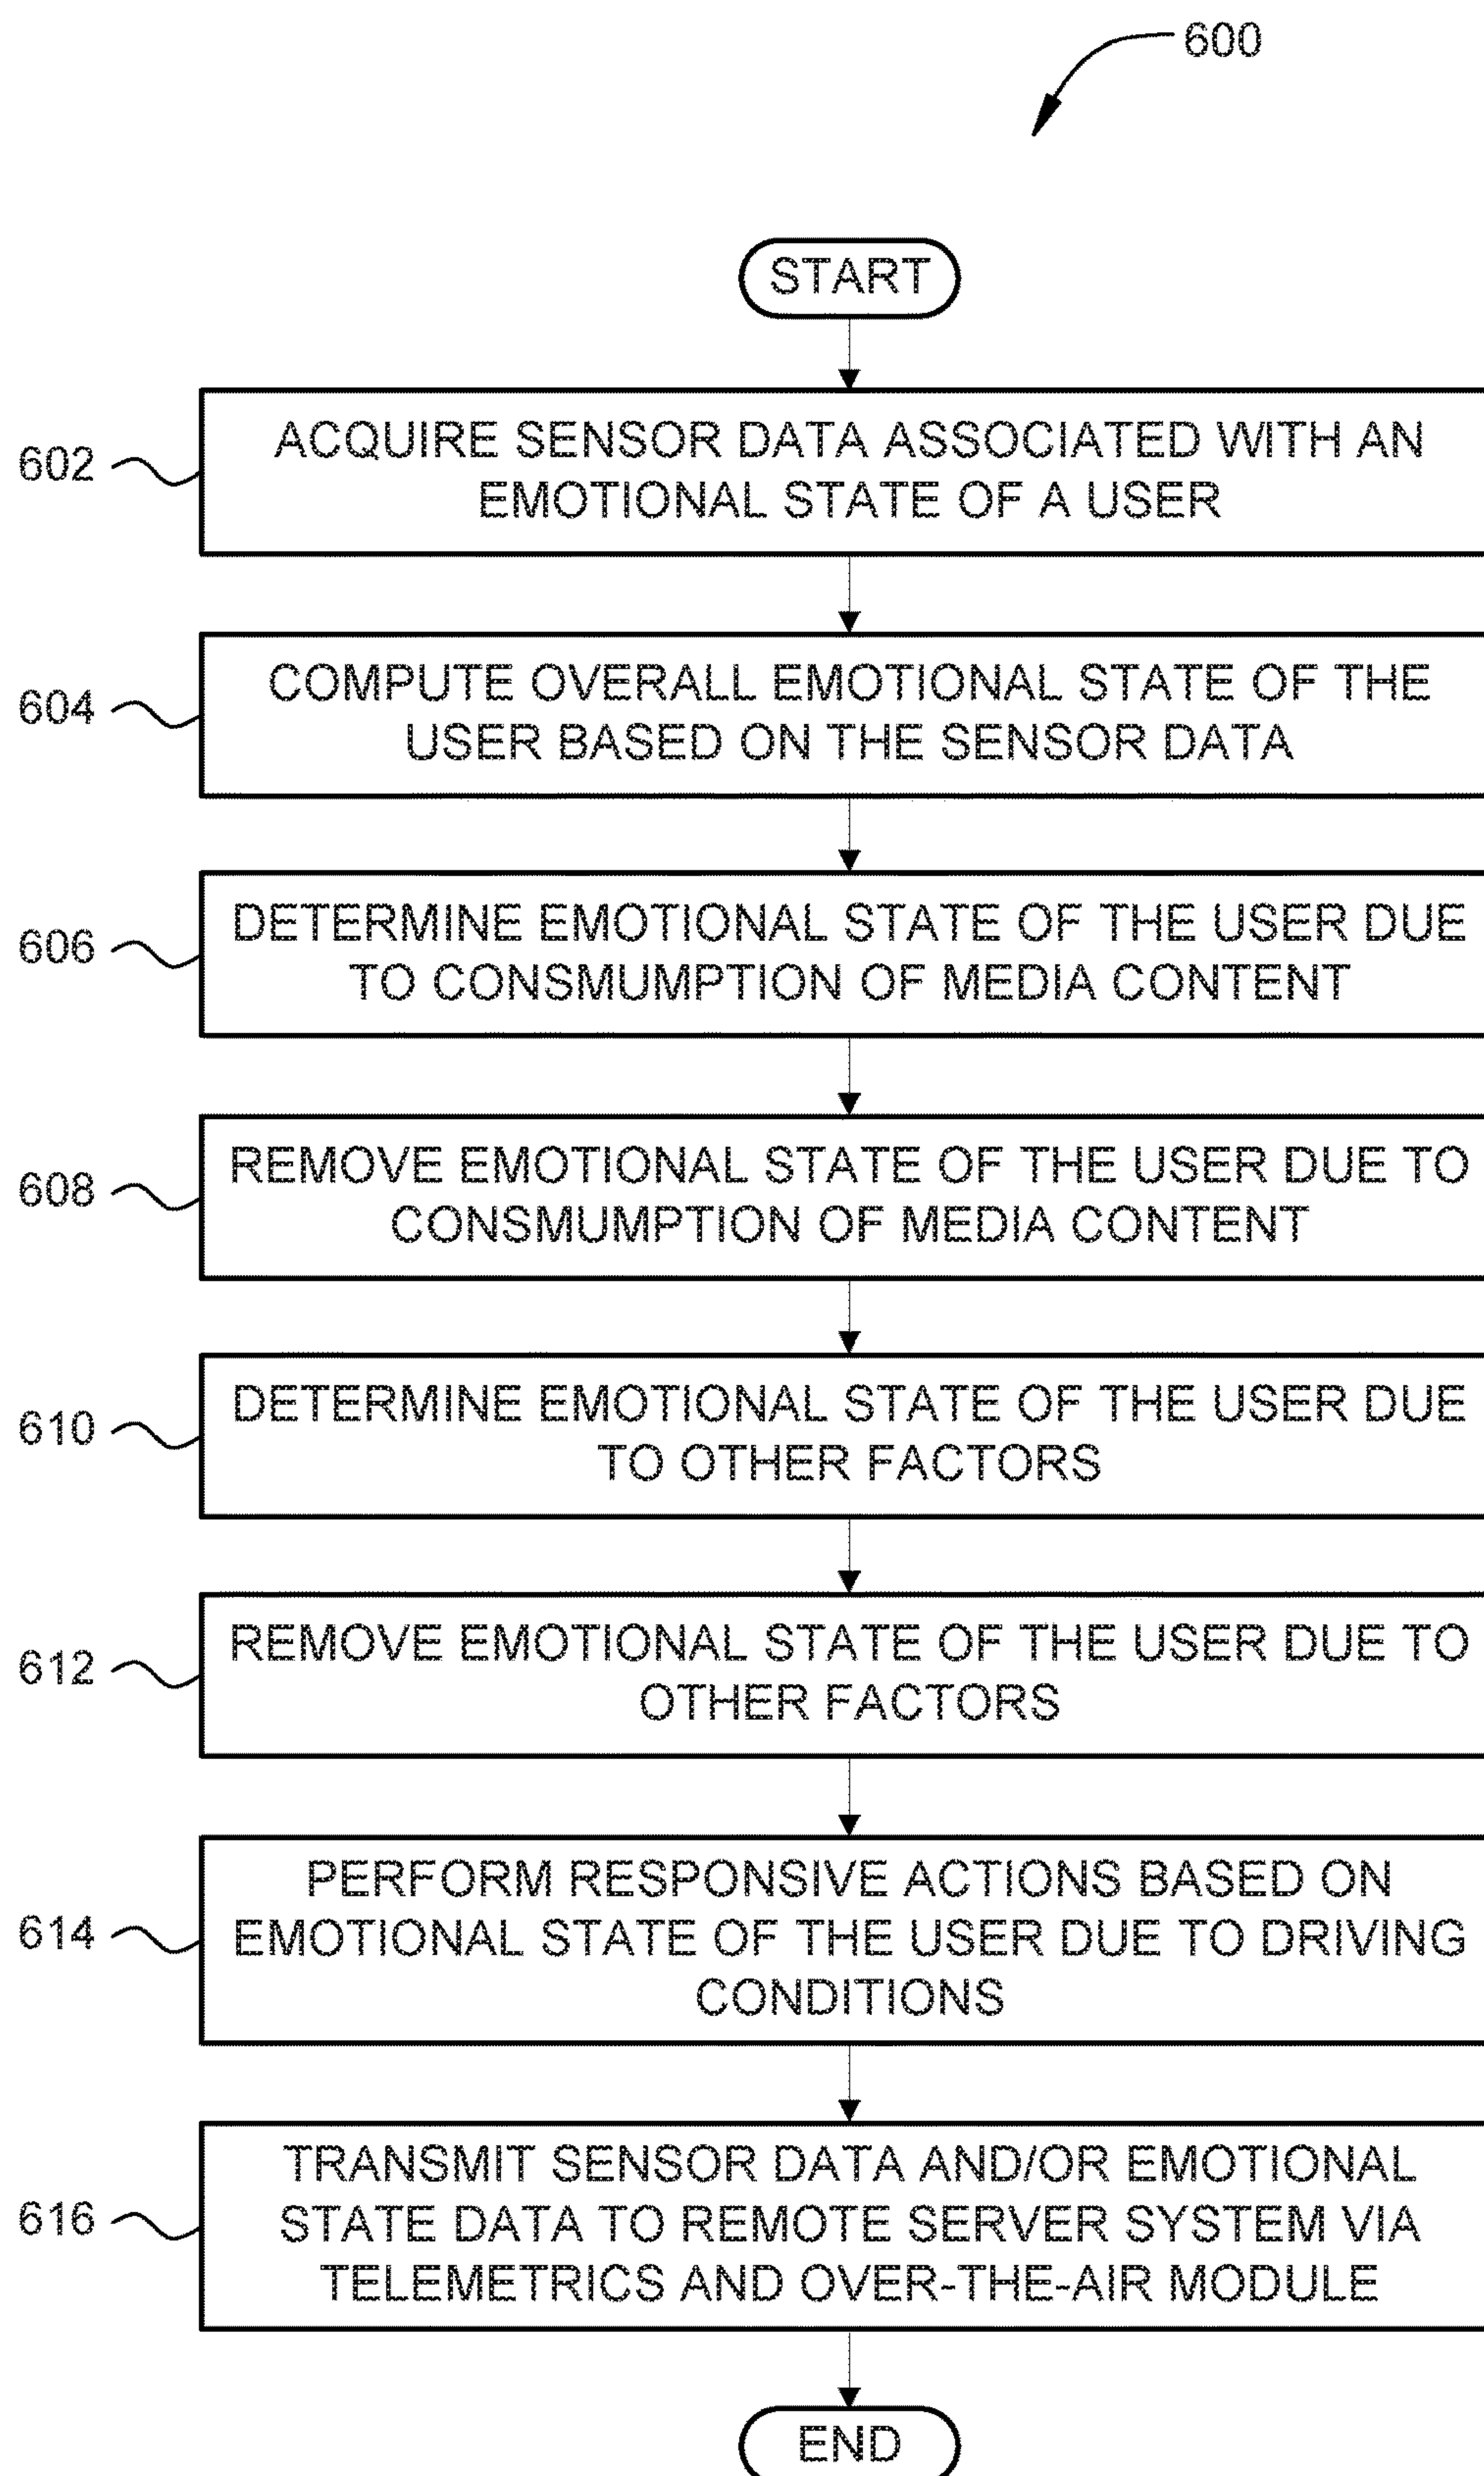 600
START
602
ACQUIRE SENSOR DATA ASSOCIATED WITH AN
EMOTIONAL STATE OF A USER
604
COMPUTE OVERALL EMOTIONAL STATE OF THE
USER BASED ON THE SENSOR DATA
606
DETERMINE EMOTIONAL STATE OF THE USER DUE
TO CONSMUMPTION OF MEDIA CONTENT
608
REMOVE EMOTIONAL STATE OF THE USER DUE TO
CONSMUMPTION OF MEDIA CONTENT
610
DETERMINE EMOTIONAL STATE OF THE USER DUE
TO OTHER FACTORS
612
REMOVE EMOTIONAL STATE OF THE USER DUE TO
OTHER FACTORS
614
PERFORM RESPONSIVE ACTIONS BASED ON
EMOTIONAL STATE OF THE USER DUE TO DRIVING
CONDITIONS
616
TRANSMIT SENSOR DATA AND/OR EMOTIONAL
STATE DATA TO REMOTE SERVER SYSTEM VIA
TELEMETRICS AND OVER-THE-AIR MODULE
END